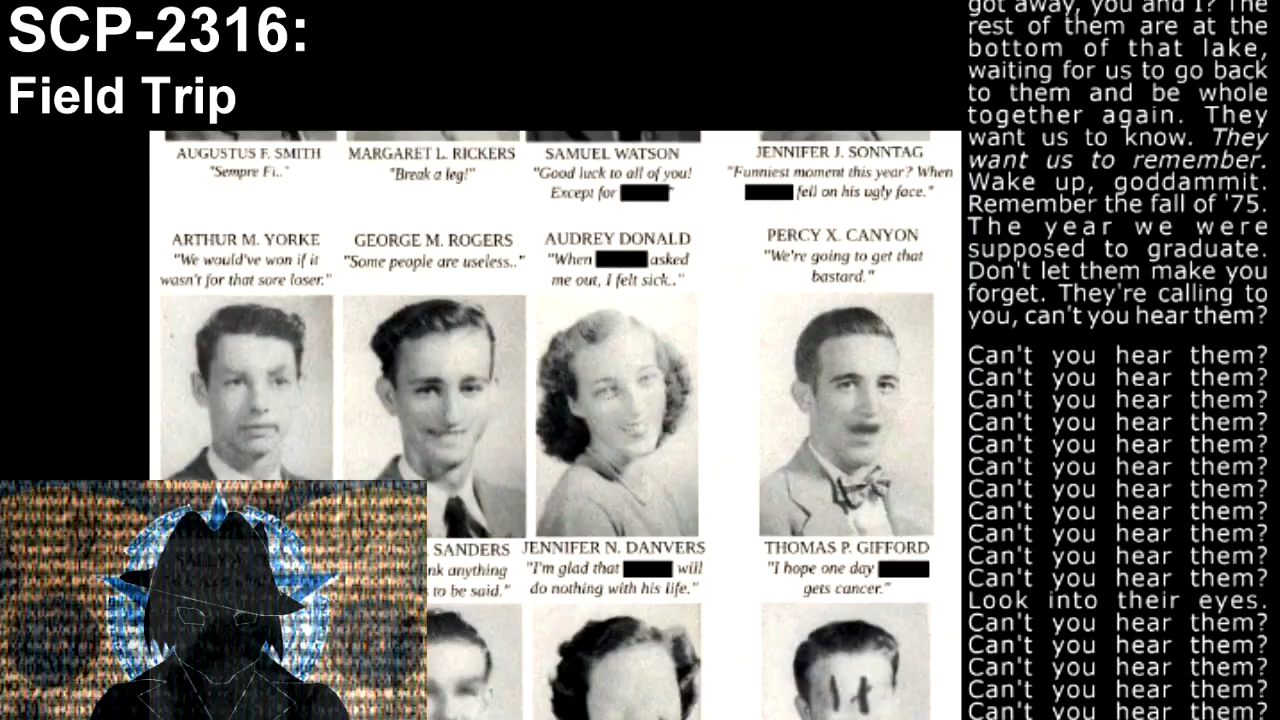 SCP-2316:
Field Trip
AUGUSTUS F. SMITH
"Sempre Fi.."
MARGARET L. RICKERS
"Break a leg!"
SAMUEL WATSON
"Good luck to all of you!
Except for "
JENNIFER J. SONNTAG
"Funniest moment this year? When
fell on his ugly face."
ARTHUR M. YORKE
"We would've won if it
wasn't for that sore loser."
GEORGE M. ROGERS
"Some people are useless.."
AUDREY DONALD
"When asked
me out, I felt sick.."
PERCY X. CANYON
"We're going to get that
bastard."
. SANDERS
nk anything
to be said."
JENNIFER N. DANVERS
"I'm glad that will
do nothing with his life."
THOMAS P. GIFFORD
"I hope one day
gets cancer."
got away, you and I? The
rest of them are at the
bottom of that lake,
waiting for us to go back
to them and be whole
together again. They
want us to know. They
want us to remember.
Wake up, goddammit.
Remember the fall of '75.
The year we were
supposed to graduate.
Don't let them make you
forget. They're calling to
you, can't you hear them?
Can't you hear them?
Can't you hear them?
Can't you hear them?
Can't you hear them?
Can't you hear them?
Can't you hear them?
Can't you hear them?
Can't you hear them?
Can't you hear them?
Can't you hear them?
Can't you hear them?
Look into their eyes.
Can't you hear them?
Can't you hear them?
Can't you hear them?
Can't you hear them?
Can't you hear them?